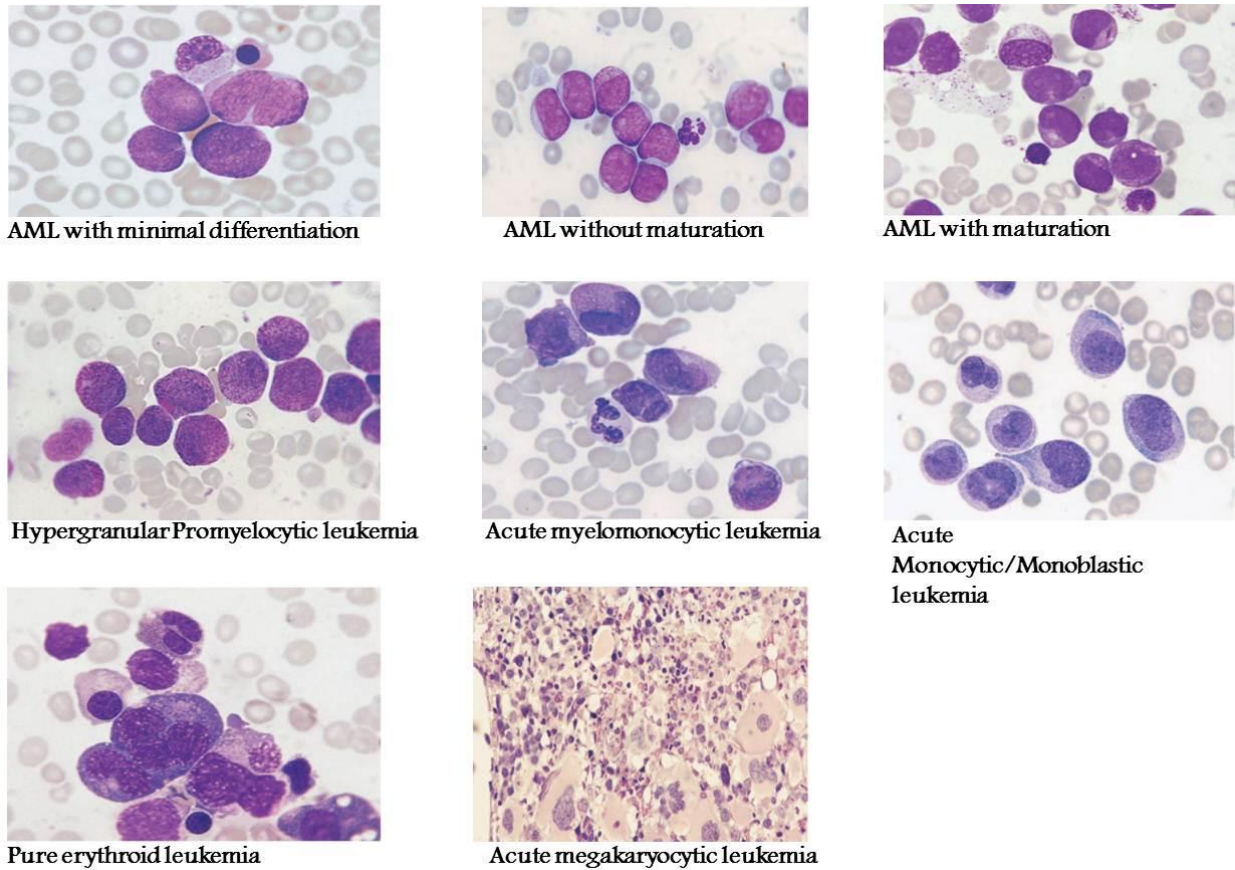 AML with minimal differentiation
AML without maturation
AML with maturation
Hypergranular Promyelocytic leukemia
Acute myelomonocytic leukemia
Acute
Monocytic/Monoblastic
leukemia
Pure erythroid leukemia
Acute megakaryocytic leukemia